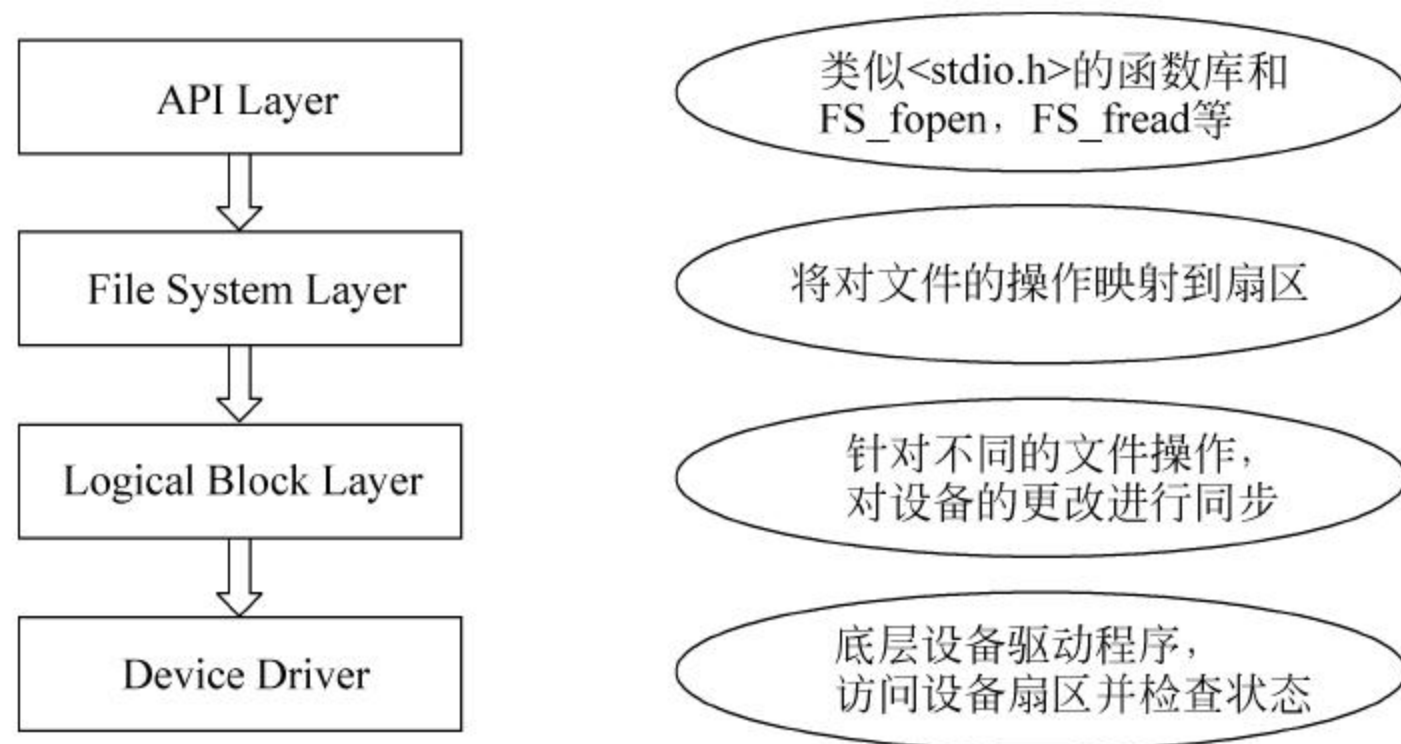 API Layer
类似<stdio.h>的函数库和
FS_fopen，FS_fread等
File System Layer
将对文件的操作映射到扇区
Logical Block Layer
针对不同的文件操作，
对设备的更改进行同步
Device Driver
底层设备驱动程序，
访问设备扇区并检查状态